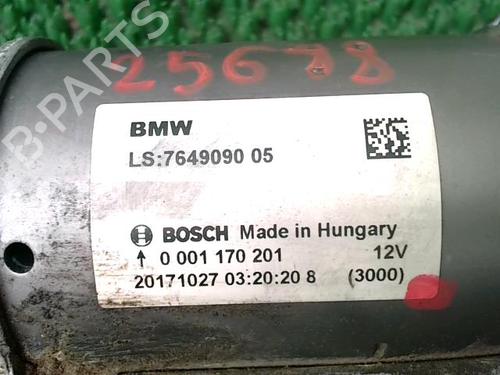 25678
BMW
LS:7649090 05
BOSCH Made in Hungary
↑ 0 001 170 201 12V
20171027 03:20:20 8 (3000)
B-PARTS